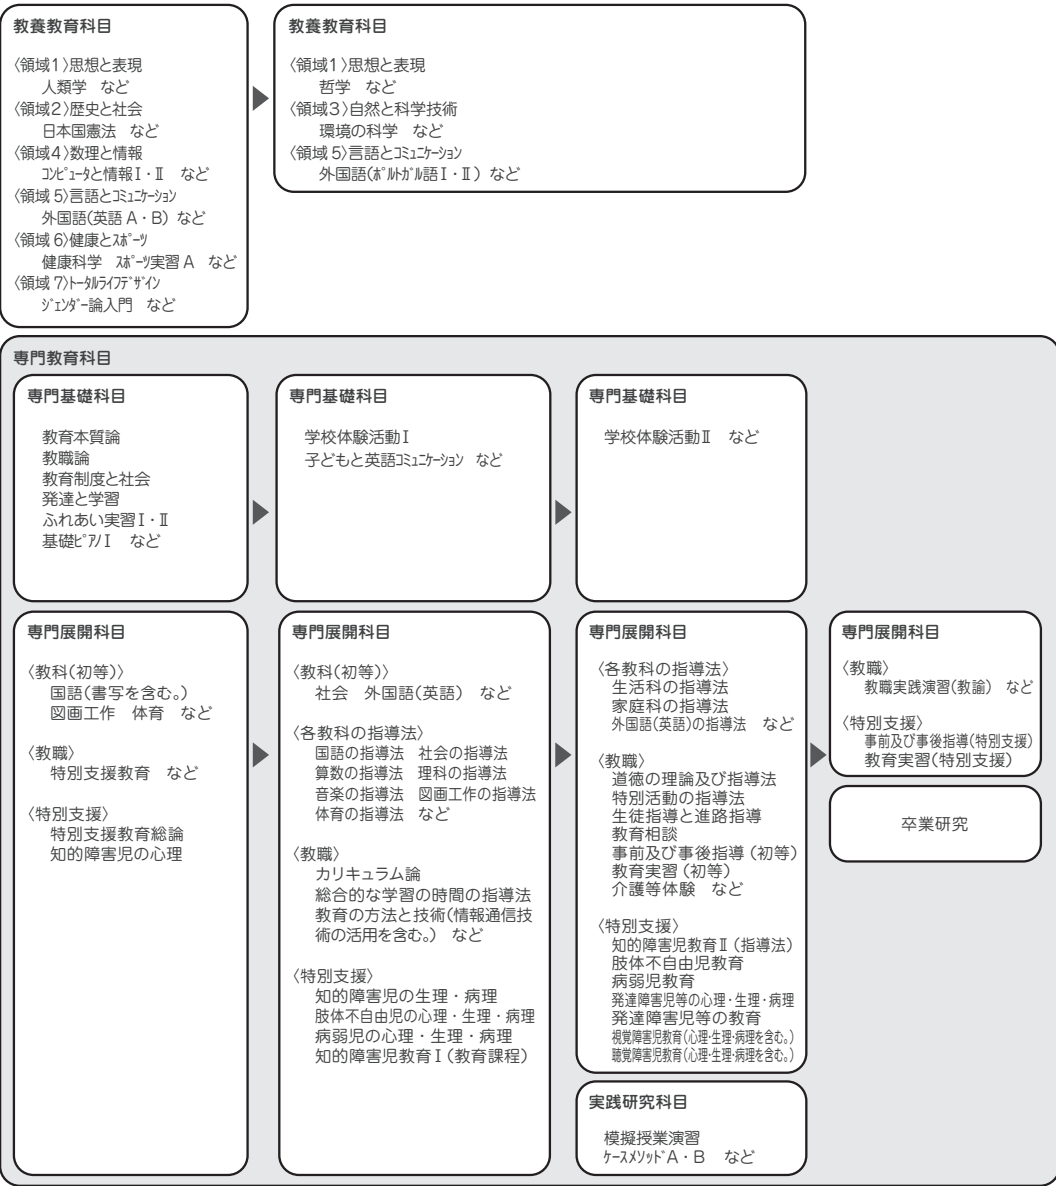 教養教育科目
〈領域1〉思想と表現
人類学 など
〈領域2〉歴史と社会
日本国憲法 など
〈領域4〉数理と情報
コンピュータと情報Ⅰ・Ⅱ など
〈領域5〉言語とコミュニケーション
外国語(英語A・B) など
〈領域6〉健康とスポーツ
健康科学 スポーツ実習A など
〈領域7〉トータルライフデザイン
ジェンダー論入門 など
教養教育科目
〈領域1〉思想と表現
哲学 など
〈領域3〉自然と科学技術
環境の科学 など
〈領域5〉言語とコミュニケーション
外国語(ポルトガル語Ⅰ・Ⅱ) など
専門教育科目
専門基礎科目
教育本質論
教職論
教育制度と社会
発達と学習
ふれあい実習Ⅰ・Ⅱ
基礎ピアノⅠ など
専門基礎科目
学校体験活動Ⅰ
子どもと英語コミュニケーション など
専門基礎科目
学校体験活動Ⅱ など
専門展開科目
〈教科(初等)〉
国語(書写を含む。)
図画工作 体育 など
〈教職〉
特別支援教育 など
〈特別支援〉
特別支援教育総論
知的障害児の心理
専門展開科目
〈教科(初等)〉
社会 外国語(英語) など
〈各教科の指導法〉
国語の指導法 社会の指導法
算数の指導法 理科の指導法
音楽の指導法 図画工作の指導法
体育の指導法 など
〈教職〉
カリキュラム論
総合的な学習の時間の指導法
教育の方法と技術(情報通信技
術の活用を含む。) など
〈特別支援〉
知的障害児の生理・病理
肢体不自由児の心理・生理・病理
病弱児の心理・生理・病理
知的障害児教育Ⅰ(教育課程)
専門展開科目
〈各教科の指導法〉
生活科の指導法
家庭科の指導法
外国語(英語)の指導法 など
〈教職〉
道徳の理論及び指導法
特別活動の指導法
生徒指導と進路指導
教育相談
事前及び事後指導(初等)
教育実習(初等)
介護等体験 など
〈特別支援〉
知的障害児教育Ⅱ(指導法)
肢体不自由児教育
病弱児教育
発達障害児等の心理・生理・病理
発達障害児等の教育
視覚障害児教育(心理・生理・病理を含む。)
聴覚障害児教育(心理・生理・病理を含む。)
実践研究科目
模擬授業演習
ケースメソッドA・B など
専門展開科目
〈教職〉
教職実践演習(教諭) など
〈特別支援〉
事前及び事後指導(特別支援)
教育実習(特別支援)
卒業研究